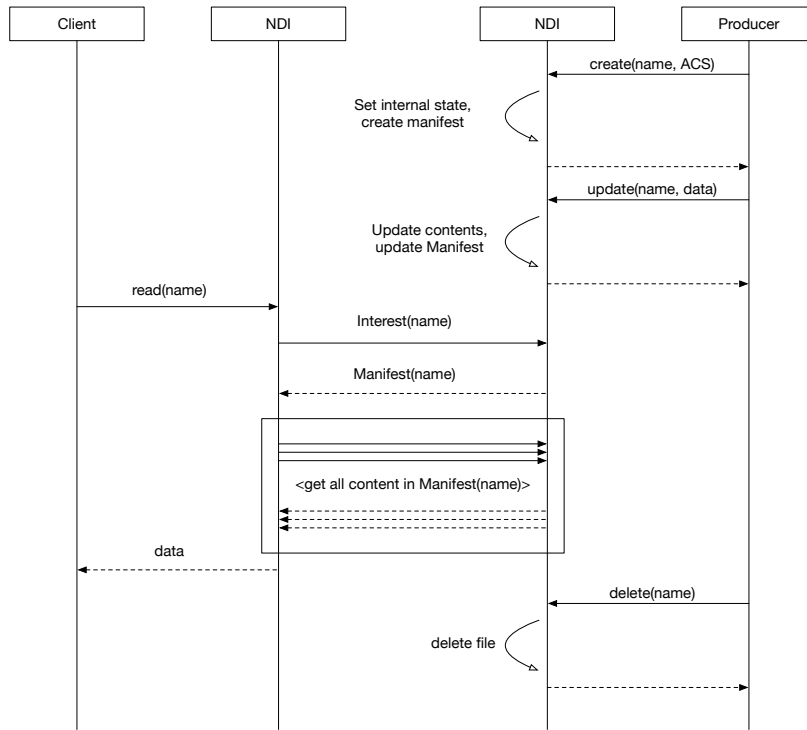 Client
NDI
NDI
Producer
create(name, ACS)
Set internal state,
create manifest
update(name, data)
Update contents,
update Manifest
read(name)
Interest(name)
Manifest(name)
<get all content in Manifest(name)>
data
delete(name)
delete file